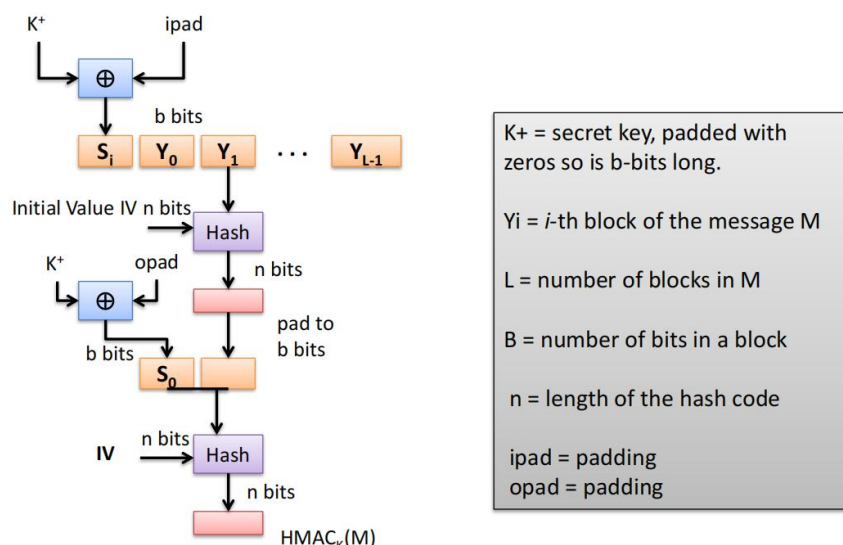 K⁺ ipad
⊕
b bits
Sᵢ Y₀ Y₁ . . . Y_L-1
Initial Value IV n bits
Hash
n bits
K⁺ opad
⊕
pad to
b bits
b bits
S₀
n bits
IV
Hash
n bits
HMAC_K(M)
K+ = secret key, padded with
zeros so is b-bits long.
Yi = i-th block of the message M
L = number of blocks in M
B = number of bits in a block
n = length of the hash code
ipad = padding
opad = padding